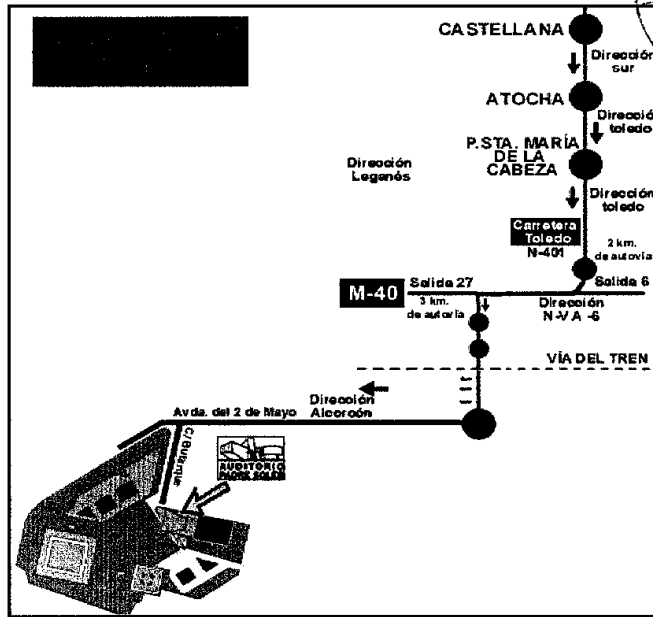 CASTELLANA
Dirección
sur
ATOCHA
Dirección
toledo
P.STA. MARÍA
DE LA
CABEZA
Dirección
Leganés
Dirección
toledo
Carretera
Toledo
N-401
2 km.
de autovía
M-40
Salida 27
Salida 6
3 km.
de autovía
Dirección
N-V A -6
VÍA DEL TREN
Dirección
Alcorcón
Avda. del 2 de Mayo
C/ Butarque
AUDITORIO
PADRE SOLER